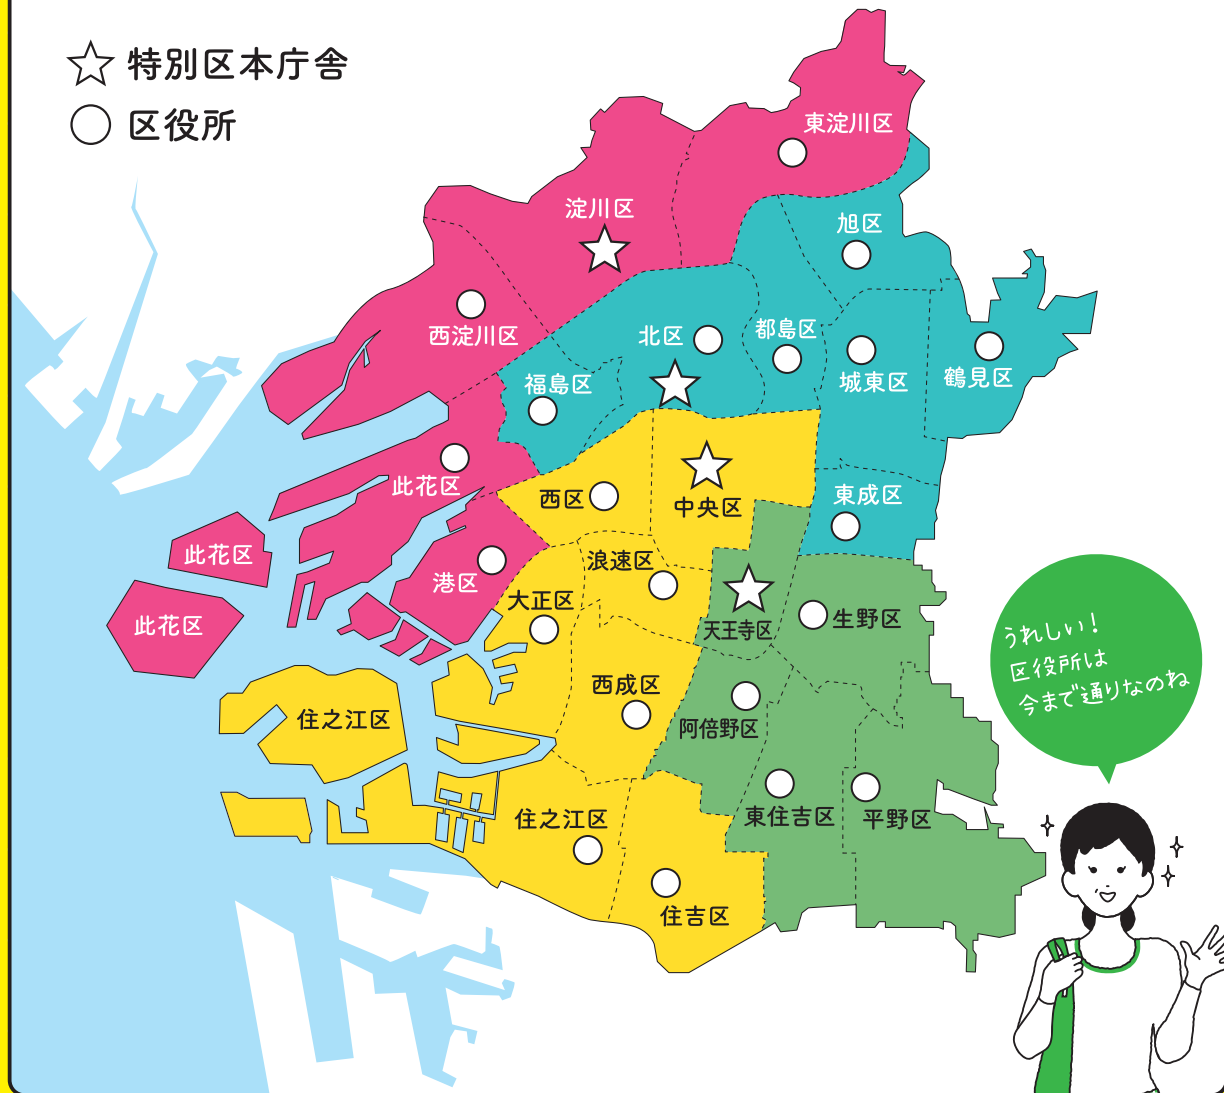 特別区本庁舎
区役所
東淀川区
淀川区
旭区
西淀川区
北区
都島区
福島区
城東区
鶴見区
此花区
西区
中央区
東成区
此花区
港区
浪速区
大正区
天王寺区
生野区
此花区
西成区
住之江区
阿倍野区
住之江区
東住吉区
平野区
住吉区
うれしい!
区役所は
今まで通りなのね